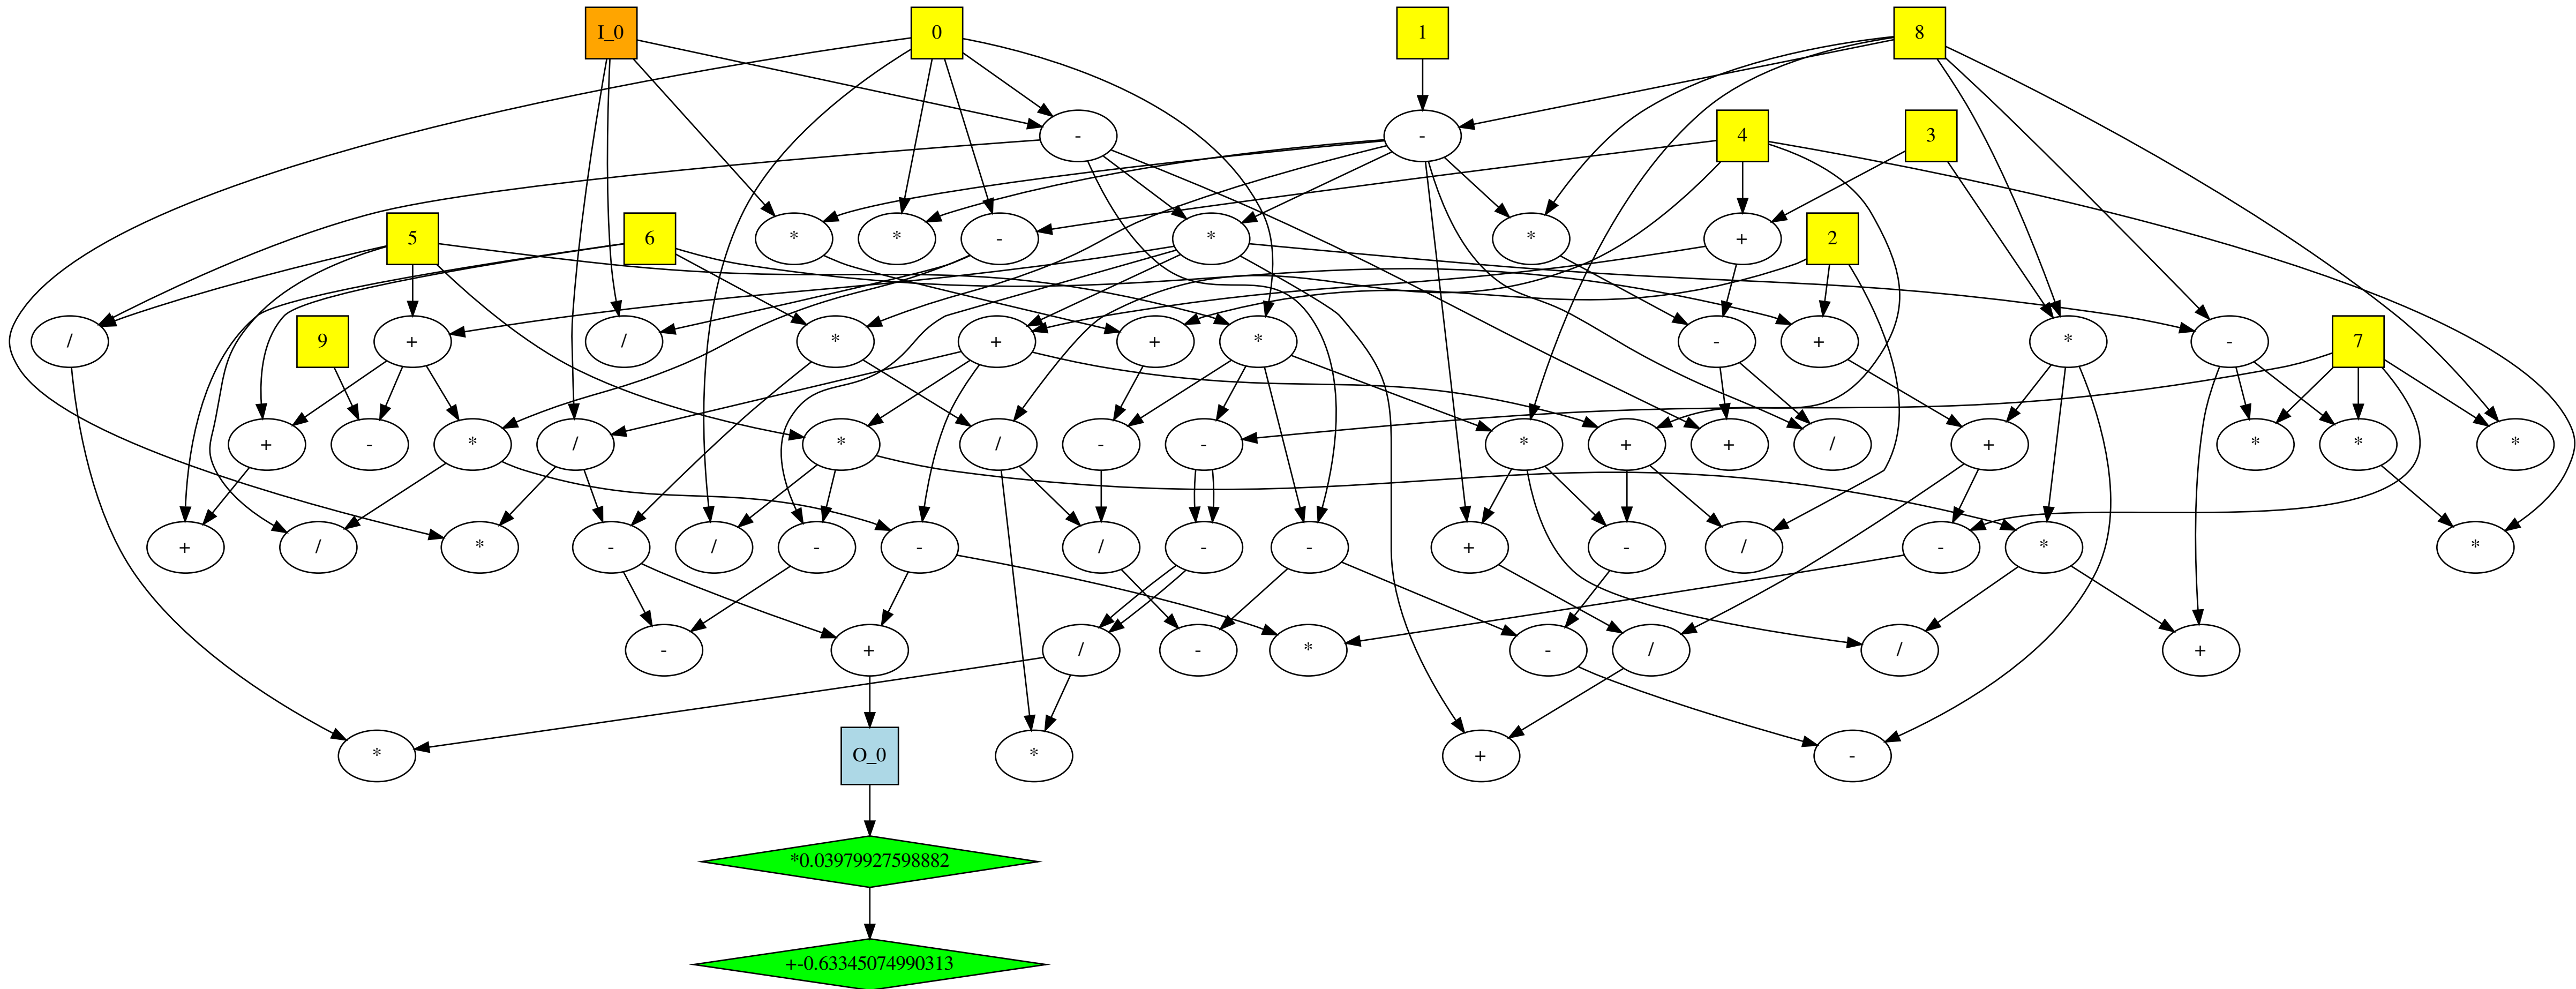 I_0 0 1 8
- - 4 3
5 6 * * - * * + 2
/ 9 + / * + + * - + * - 7
+ - * / * / - - * + + / + * * *
+ / * - / - - / - - + - / - * *
- + / - * - / / +
* O_0 * + -
*0.03979927598882
+-0.63345074990313